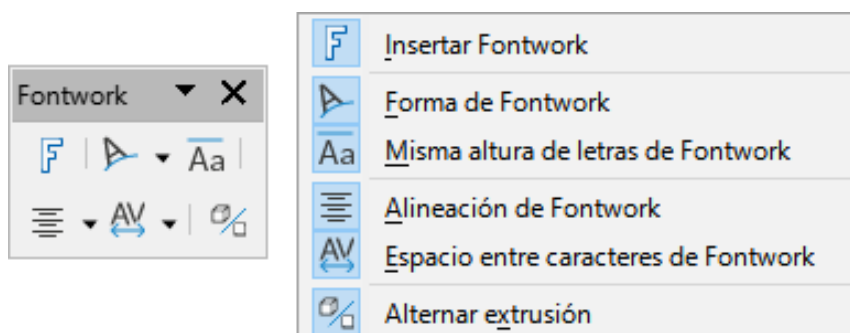 Fontwork
Insertar Fontwork
Forma de Fontwork
Misma altura de letras de Fontwork
Alineación de Fontwork
Espacio entre caracteres de Fontwork
Alternar extrusión